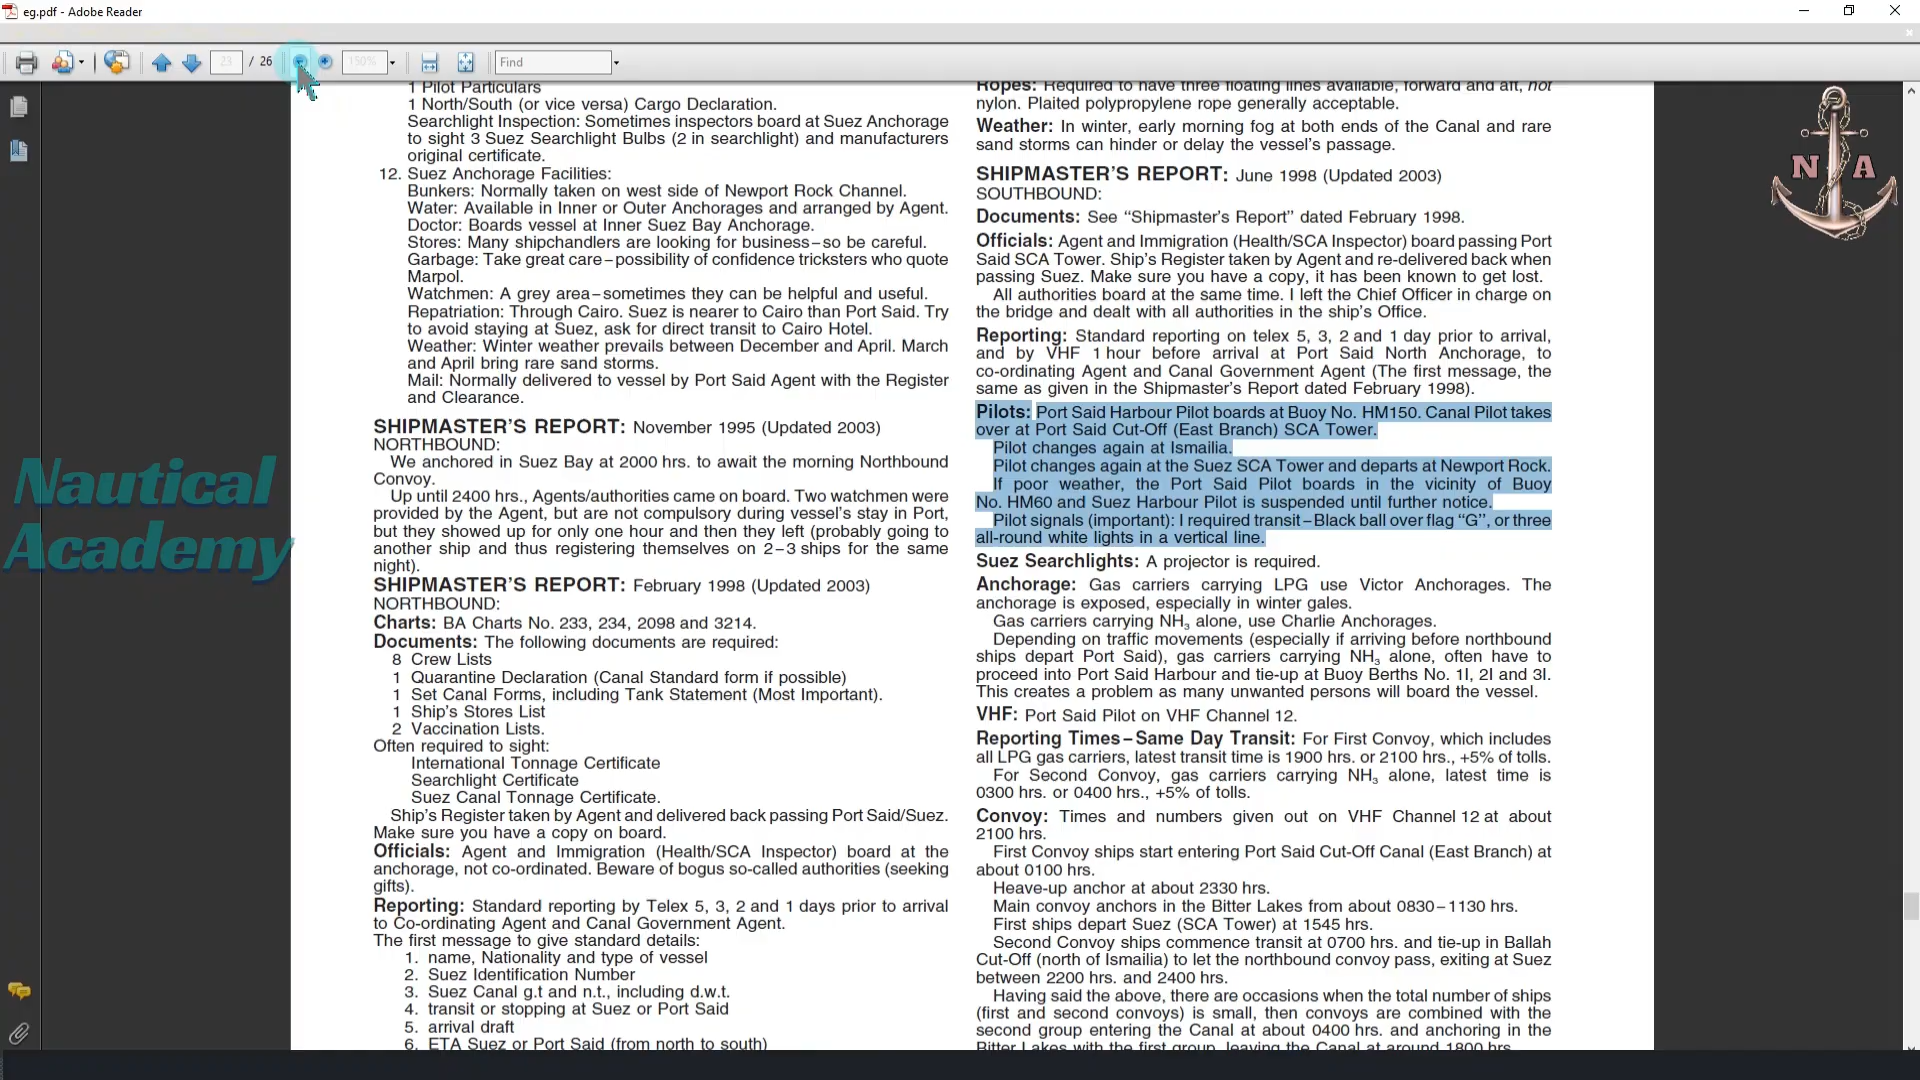 eg.pdf - Adobe Reader
23 / 26
150%
Find
1 Pilot Particulars
1 North/South (or vice versa) Cargo Declaration.
Searchlight Inspection: Sometimes inspectors board at Suez Anchorage
to sight 3 Suez Searchlight Bulbs (2 in searchlight) and manufacturers
original certificate.
12. Suez Anchorage Facilities:
Bunkers: Normally taken on west side of Newport Rock Channel.
Water: Available in Inner or Outer Anchorages and arranged by Agent.
Doctor: Boards vessel at Inner Suez Bay Anchorage.
Stores: Many shipchandlers are looking for business–so be careful.
Garbage: Take great care–possibility of confidence tricksters who quote
Marpol.
Watchmen: A grey area–sometimes they can be helpful and useful.
Repatriation: Through Cairo. Suez is nearer to Cairo than Port Said. Try
to avoid staying at Suez, ask for direct transit to Cairo Hotel.
Weather: Winter weather prevails between December and April. March
and April bring rare sand storms.
Mail: Normally delivered to vessel by Port Said Agent with the Register
and Clearance.
SHIPMASTER'S REPORT: November 1995 (Updated 2003)
NORTHBOUND:
We anchored in Suez Bay at 2000 hrs. to await the morning Northbound
Convoy.
Up until 2400 hrs., Agents/authorities came on board. Two watchmen were
provided by the Agent, but are not compulsory during vessel's stay in Port,
but they showed up for only one hour and then they left (probably going to
another ship and thus registering themselves on 2–3 ships for the same
night).
SHIPMASTER'S REPORT: February 1998 (Updated 2003)
NORTHBOUND:
Charts: BA Charts No. 233, 234, 2098 and 3214.
Documents: The following documents are required:
8 Crew Lists
1 Quarantine Declaration (Canal Standard form if possible)
1 Set Canal Forms, including Tank Statement (Most Important).
1 Ship's Stores List
2 Vaccination Lists.
Often required to sight:
International Tonnage Certificate
Searchlight Certificate
Suez Canal Tonnage Certificate.
Ship's Register taken by Agent and delivered back passing Port Said/Suez.
Make sure you have a copy on board.
Officials: Agent and Immigration (Health/SCA Inspector) board at the
anchorage, not co-ordinated. Beware of bogus so-called authorities (seeking
gifts).
Reporting: Standard reporting by Telex 5, 3, 2 and 1 days prior to arrival
to Co-ordinating Agent and Canal Government Agent.
The first message to give standard details:
1. name, Nationality and type of vessel
2. Suez Identification Number
3. Suez Canal g.t and n.t., including d.w.t.
4. transit or stopping at Suez or Port Said
5. arrival draft
6. ETA Suez or Port Said (from north to south)
Ropes: Required to have three floating lines available, forward and aft, not
nylon. Plaited polypropylene rope generally acceptable.
Weather: In winter, early morning fog at both ends of the Canal and rare
sand storms can hinder or delay the vessel's passage.
SHIPMASTER'S REPORT: June 1998 (Updated 2003)
SOUTHBOUND:
Documents: See “Shipmaster's Report” dated February 1998.
Officials: Agent and Immigration (Health/SCA Inspector) board passing Port
Said SCA Tower. Ship's Register taken by Agent and re-delivered back when
passing Suez. Make sure you have a copy, it has been known to get lost.
All authorities board at the same time. I left the Chief Officer in charge on
the bridge and dealt with all authorities in the ship's Office.
Reporting: Standard reporting on telex 5, 3, 2 and 1 day prior to arrival,
and by VHF 1 hour before arrival at Port Said North Anchorage, to
co-ordinating Agent and Canal Government Agent (The first message, the
same as given in the Shipmaster's Report dated February 1998).
Pilots: Port Said Harbour Pilot boards at Buoy No. HM150. Canal Pilot takes
over at Port Said Cut-Off (East Branch) SCA Tower.
Pilot changes again at Ismailia.
Pilot changes again at the Suez SCA Tower and departs at Newport Rock.
If poor weather, the Port Said Pilot boards in the vicinity of Buoy
No. HM60 and Suez Harbour Pilot is suspended until further notice.
Pilot signals (important): I required transit–Black ball over flag “G”, or three
all-round white lights in a vertical line.
Suez Searchlights: A projector is required.
Anchorage: Gas carriers carrying LPG use Victor Anchorages. The
anchorage is exposed, especially in winter gales.
Gas carriers carrying NH3 alone, use Charlie Anchorages.
Depending on traffic movements (especially if arriving before northbound
ships depart Port Said), gas carriers carrying NH3 alone, often have to
proceed into Port Said Harbour and tie-up at Buoy Berths No. 1I, 2I and 3I.
This creates a problem as many unwanted persons will board the vessel.
VHF: Port Said Pilot on VHF Channel 12.
Reporting Times–Same Day Transit: For First Convoy, which includes
all LPG gas carriers, latest transit time is 1900 hrs. or 2100 hrs., +5% of tolls.
For Second Convoy, gas carriers carrying NH3 alone, latest time is
0300 hrs. or 0400 hrs., +5% of tolls.
Convoy: Times and numbers given out on VHF Channel 12 at about
2100 hrs.
First Convoy ships start entering Port Said Cut-Off Canal (East Branch) at
about 0100 hrs.
Heave-up anchor at about 2330 hrs.
Main convoy anchors in the Bitter Lakes from about 0830–1130 hrs.
First ships depart Suez (SCA Tower) at 1545 hrs.
Second Convoy ships commence transit at 0700 hrs. and tie-up in Ballah
Cut-Off (north of Ismailia) to let the northbound convoy pass, exiting at Suez
between 2200 hrs. and 2400 hrs.
Having said the above, there are occasions when the total number of ships
(first and second convoys) is small, then convoys are combined with the
second group entering the Canal at about 0400 hrs. and anchoring in the
Bitter Lakes with the first group, leaving the Canal at around 1800 hrs.
Nautical
Academy
N A